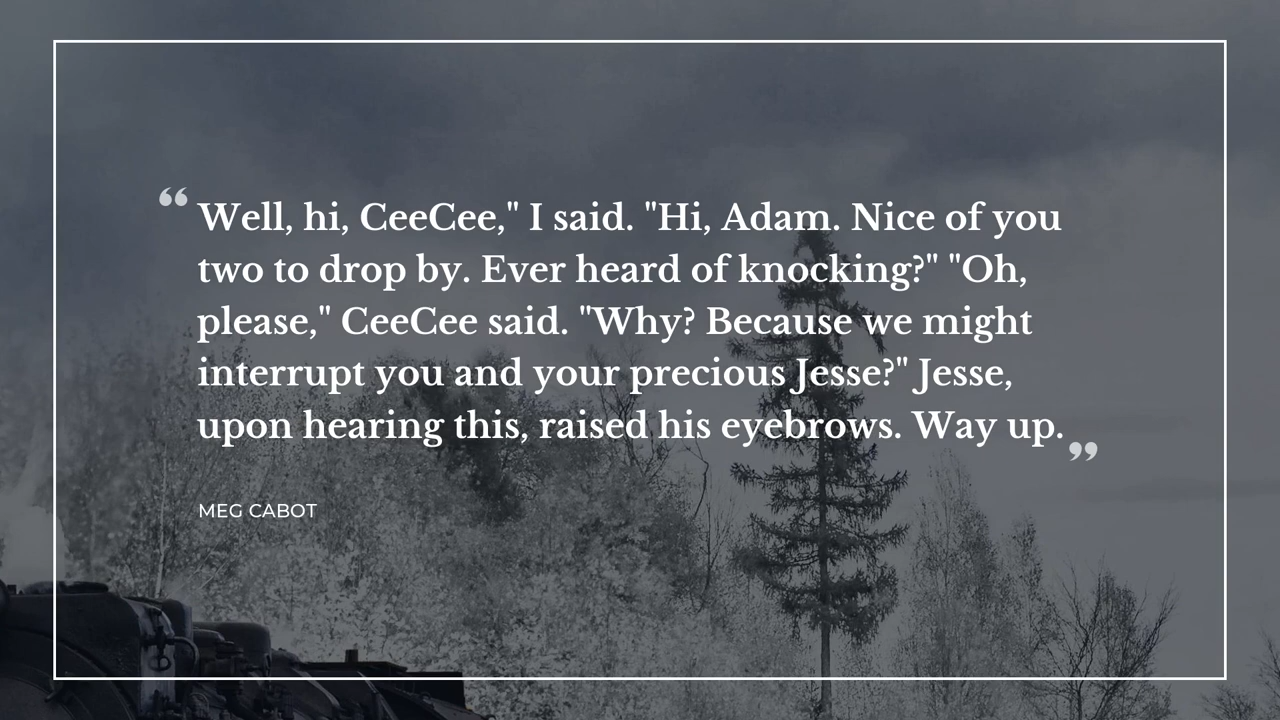 “Well, hi, CeeCee," I said. "Hi, Adam. Nice of you
two to drop by. Ever heard of knocking?" "Oh,
please," CeeCee said. "Why? Because we might
interrupt you and your precious Jesse?" Jesse,
upon hearing this, raised his eyebrows. Way up.”
MEG CABOT